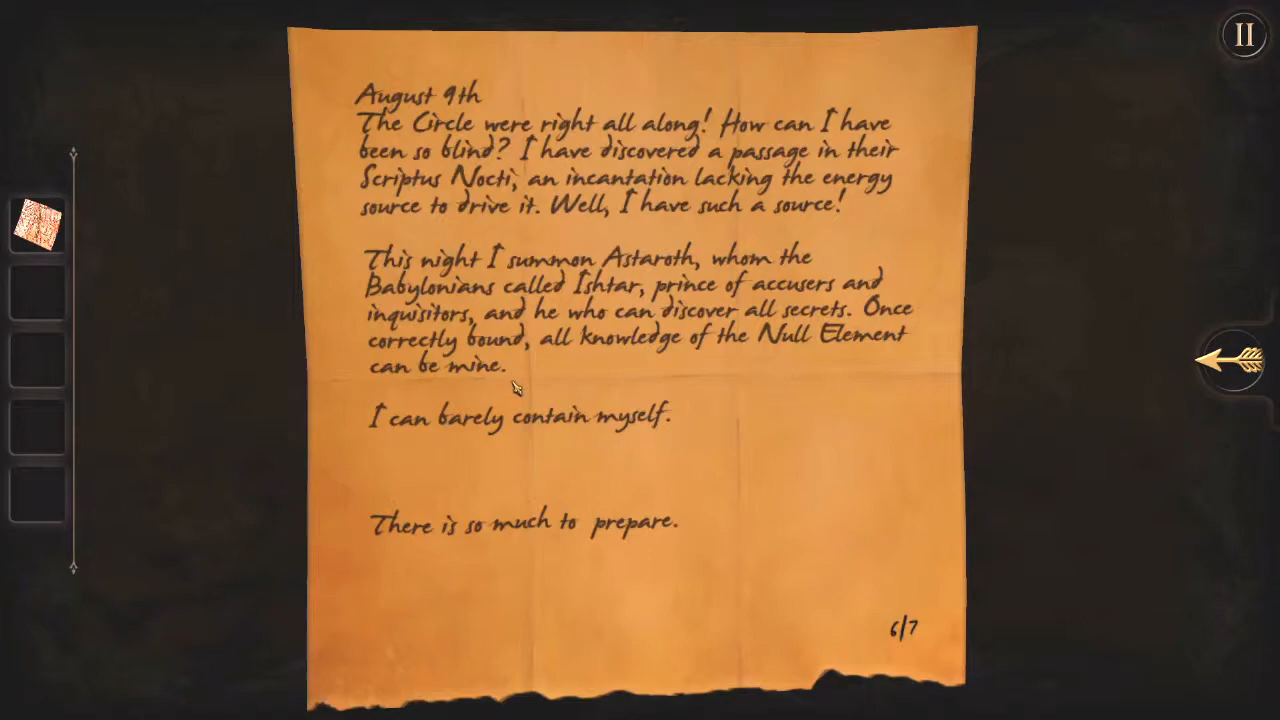 August 9th
The Circle were right all along! How can I have
been so blind? I have discovered a passage in their
Scriptus Nocti, an incantation lacking the energy
source to drive it. Well, I have such a source!
This night I summon Astaroth, whom the
Babylonians called Ishtar, prince of accusers and
inquisitors, and he who can discover all secrets. Once
correctly bound, all knowledge of the Null Element
can be mine.
I can barely contain myself.
There is so much to prepare.
6/7